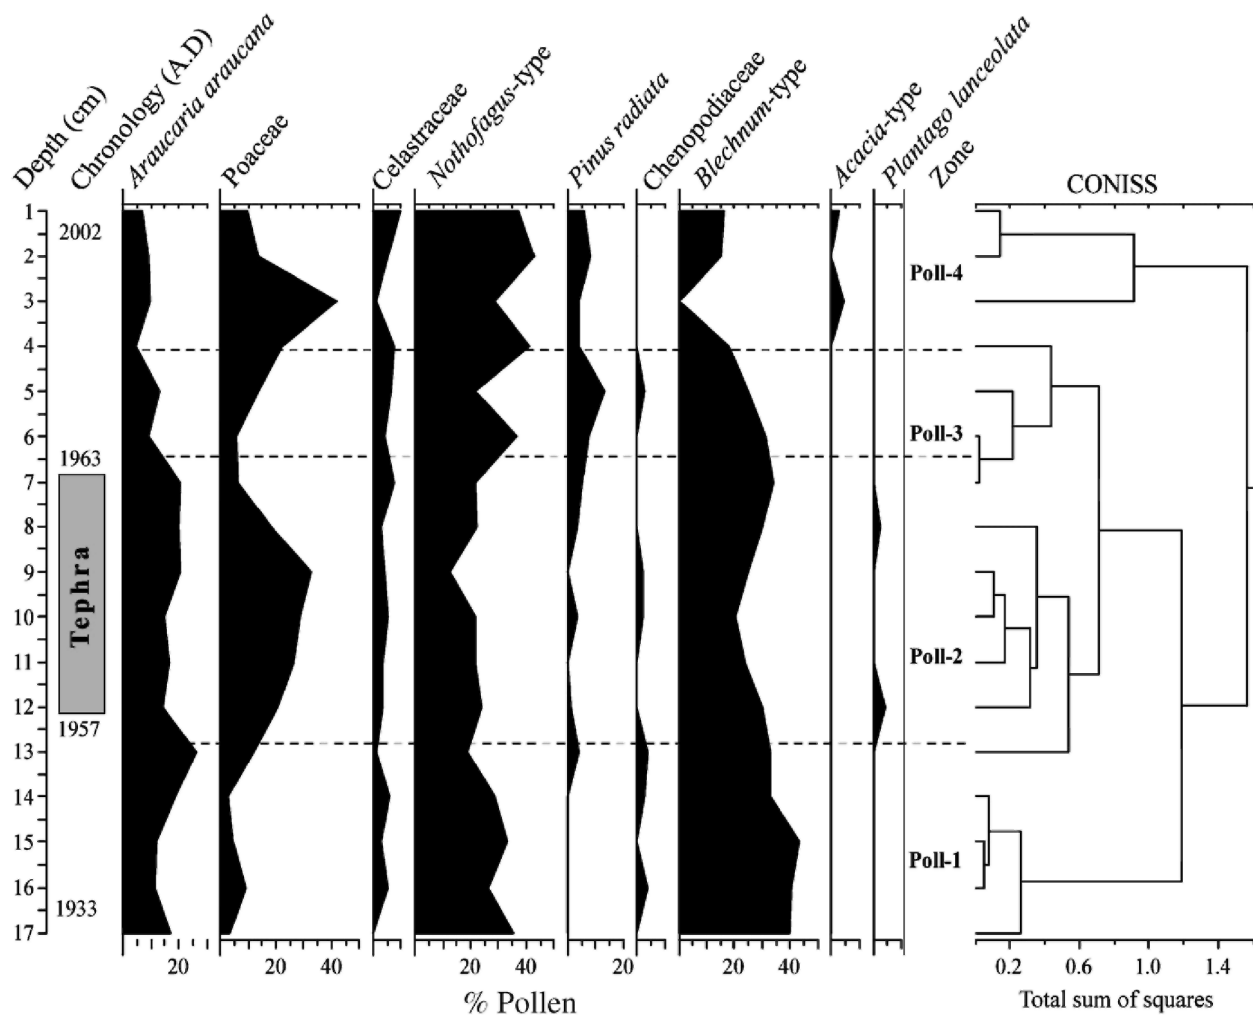 Depth (cm)
Chronology (A.D)
Araucaria araucana
Poaceae
Celastraceae
Nothofagus-type
Pinus radiata
Chenopodiaceae
Blechnum-type
Acacia-type
Plantago lanceolata
Zone
CONISS
1
2002
2
Poll-4
3
4
5
6
Poll-3
1963
7
8
9
Tephra
10
11
Poll-2
12
1957
13
14
15
Poll-1
16
1933
17
20 20 40 20 40 20 20 40 0.2 0.6 1.0 1.4
% Pollen
Total sum of squares